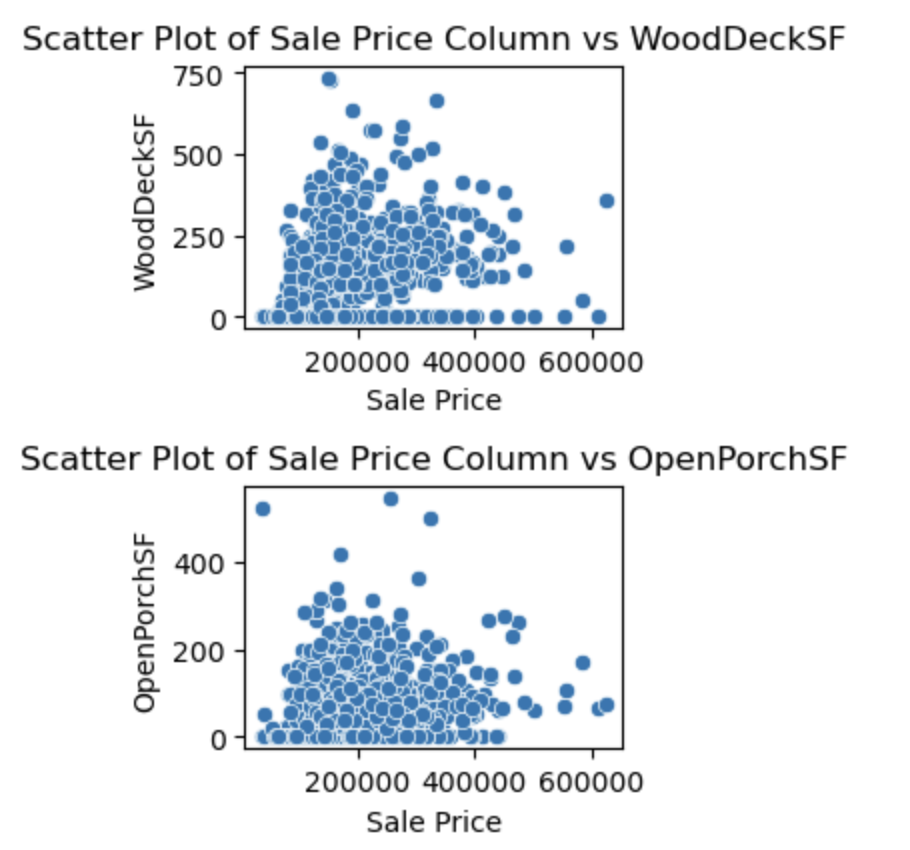 Scatter Plot of Sale Price Column vs WoodDeckSF
750
500
250
0
WoodDeckSF
200000 400000 600000
Sale Price
Scatter Plot of Sale Price Column vs OpenPorchSF
400
200
0
OpenPorchSF
200000 400000 600000
Sale Price